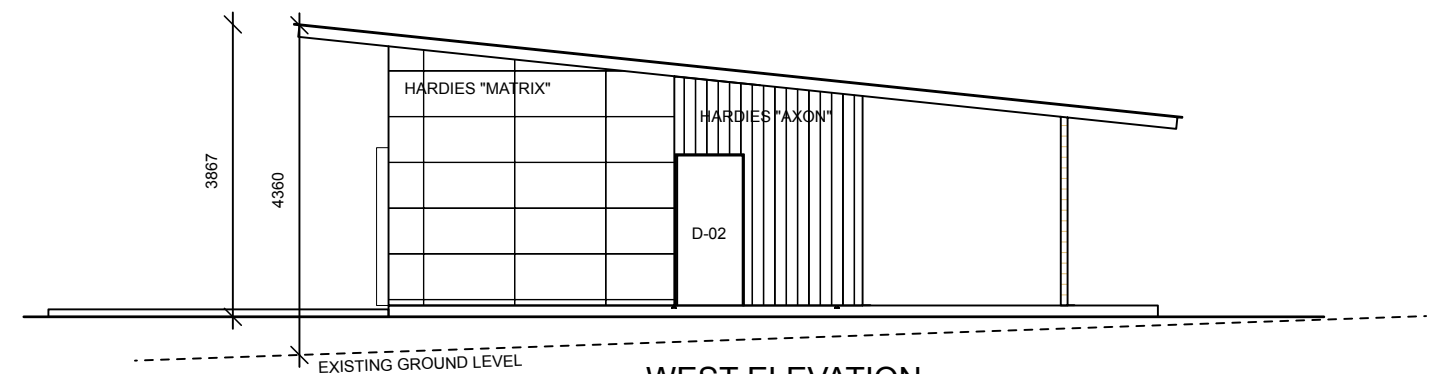 HARDIES "MATRIX"
HARDIES "AXON"
3867
4360
D-02
EXISTING GROUND LEVEL
WEST ELEVATION